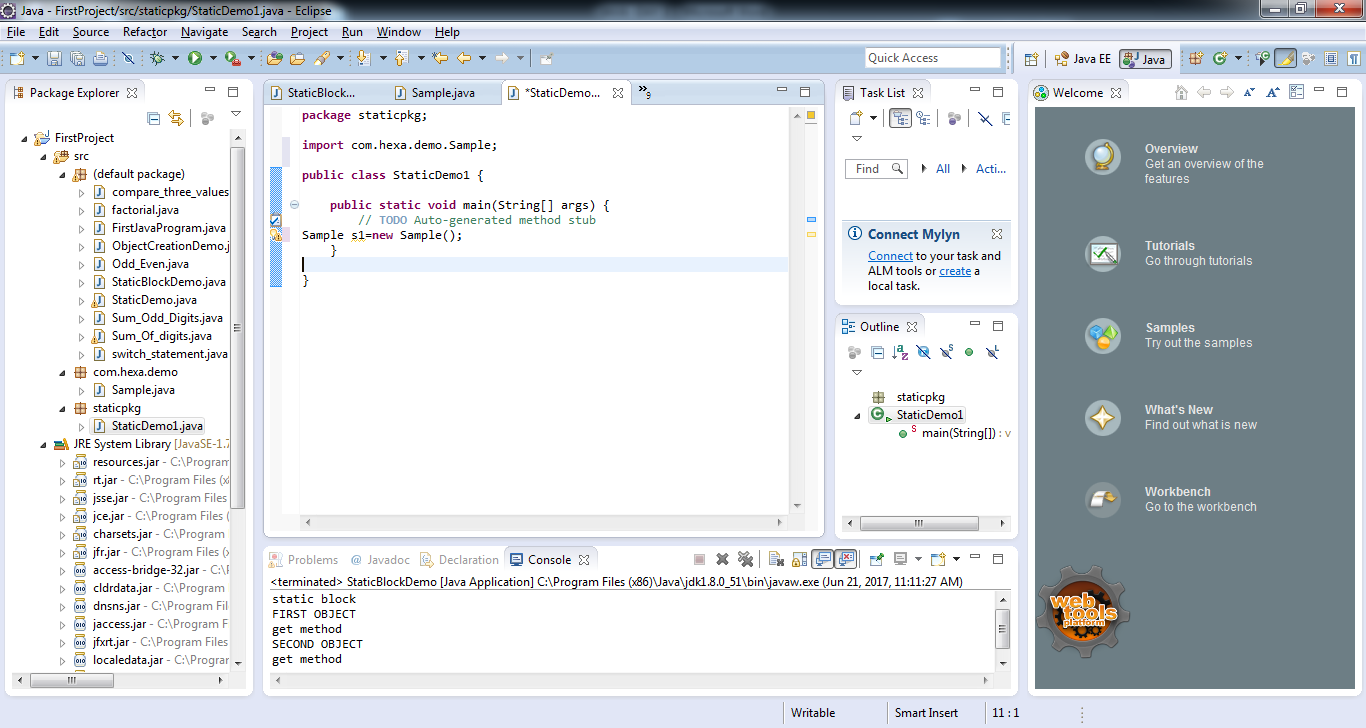 Java - FirstProject/src/staticpkg/StaticDemo1.java - Eclipse
File Edit Source Refactor Navigate Search Project Run Window Help
Quick Access
Java EE
Java
Package Explorer
FirstProject
src
(default package)
compare_three_values
factorial.java
FirstJavaProgram.java
ObjectCreationDemo.j
Odd_Even.java
StaticBlockDemo.java
StaticDemo.java
Sum_Odd_Digits.java
Sum_Of_digits.java
switch_statement.java
com.hexa.demo
Sample.java
staticpkg
StaticDemo1.java
JRE System Library [JavaSE-1.7
resources.jar - C:\Program
rt.jar - C:\Program Files (x
jsse.jar - C:\Program Files
jce.jar - C:\Program Files (
charsets.jar - C:\Program
jfr.jar - C:\Program Files (x
access-bridge-32.jar - C:\
cldrdata.jar - C:\Program
dnsns.jar - C:\Program Fi
jaccess.jar - C:\Program F
jfxrt.jar - C:\Program Files
localedata.jar - C:\Prograr
StaticBlock...
Sample.java
*StaticDemo...
»9
package staticpkg;
import com.hexa.demo.Sample;
public class StaticDemo1 {
public static void main(String[] args) {
// TODO Auto-generated method stub
Sample s1=new Sample();
}
}
Task List
Find
All
Acti...
Connect Mylyn
Connect to your task and
ALM tools or create a
local task.
Outline
staticpkg
StaticDemo1
main(String[]) : v
Welcome
Overview
Get an overview of the
features
Tutorials
Go through tutorials
Samples
Try out the samples
What's New
Find out what is new
Workbench
Go to the workbench
web
tools
platform
Problems
@ Javadoc
Declaration
Console
<terminated> StaticBlockDemo [Java Application] C:\Program Files (x86)\Java\jdk1.8.0_51\bin\javaw.exe (Jun 21, 2017, 11:11:27 AM)
static block
FIRST OBJECT
get method
SECOND OBJECT
get method
Writable
Smart Insert
11 : 1